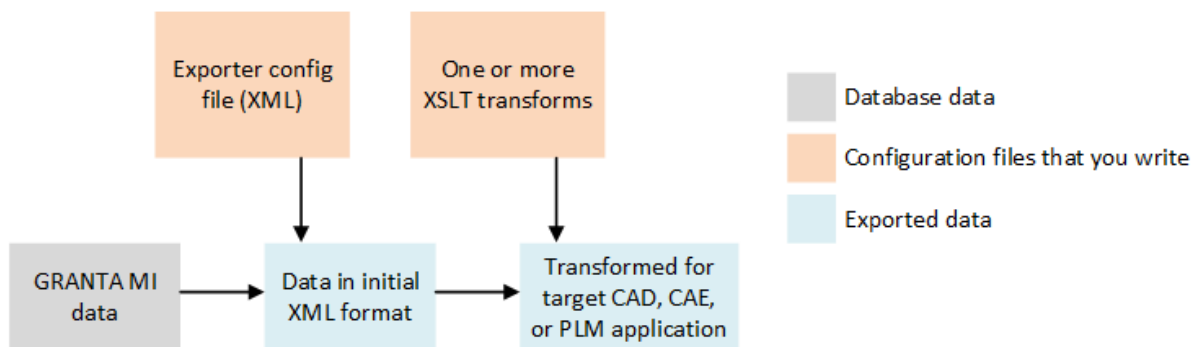 Exporter config
file (XML)
One or more
XSLT transforms
Database data
Configuration files that you write
Exported data
GRANTA MI
data
Data in initial
XML format
Transformed for
target CAD, CAE,
or PLM application